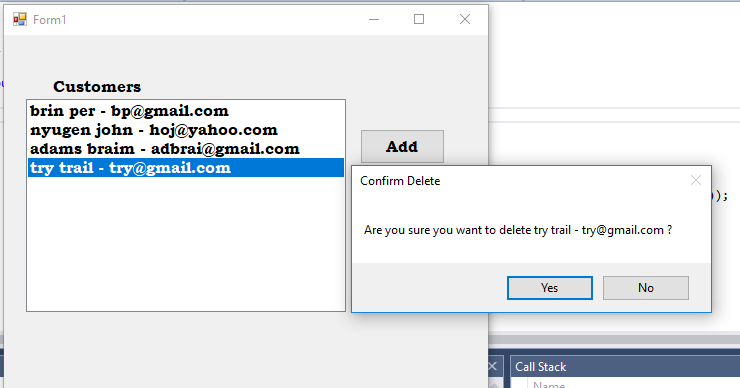 Form1
Customers
brin per - bp@gmail.com
nyugen john - hoj@yahoo.com
adams braim - adbrai@gmail.com
try trail - try@gmail.com
Add
Confirm Delete
Are you sure you want to delete try trail - try@gmail.com ?
Yes
No
);
Call Stack
Name